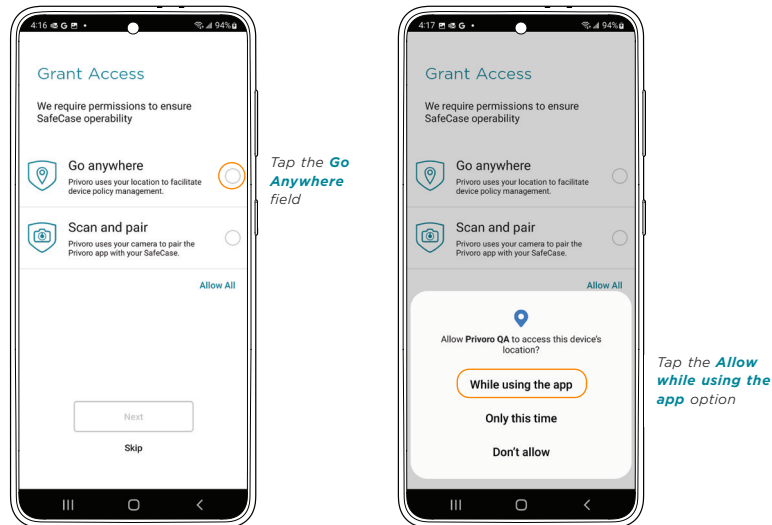 4:16 G
94%
Grant Access
We require permissions to ensure
SafeCase operability
Go anywhere
Privoro uses your location to facilitate
device policy management.
Scan and pair
Privoro uses your camera to pair the
Privoro app with your SafeCase.
Allow All
Next
Skip
Tap the Go
Anywhere
field
4:17 G
94%
Grant Access
We require permissions to ensure
SafeCase operability
Go anywhere
Privoro uses your location to facilitate
device policy management.
Scan and pair
Privoro uses your camera to pair the
Privoro app with your SafeCase.
Allow All
Allow Privoro QA to access this device's
location?
While using the app
Only this time
Don't allow
Tap the Allow
while using the
app option